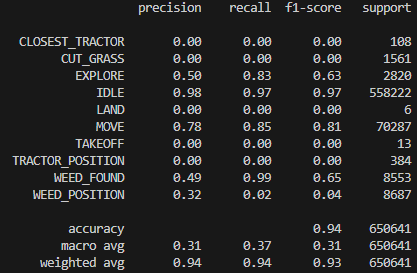 precision recall f1-score support
CLOSEST_TRACTOR 0.00 0.00 0.00 108
CUT_GRASS 0.00 0.00 0.00 1561
EXPLORE 0.50 0.83 0.63 2820
IDLE 0.98 0.97 0.97 558222
LAND 0.00 0.00 0.00 6
MOVE 0.78 0.85 0.81 70287
TAKEOFF 0.00 0.00 0.00 13
TRACTOR_POSITION 0.00 0.00 0.00 384
WEED_FOUND 0.49 0.99 0.65 8553
WEED_POSITION 0.32 0.02 0.04 8687
accuracy 0.94 650641
macro avg 0.31 0.37 0.31 650641
weighted avg 0.94 0.94 0.93 650641